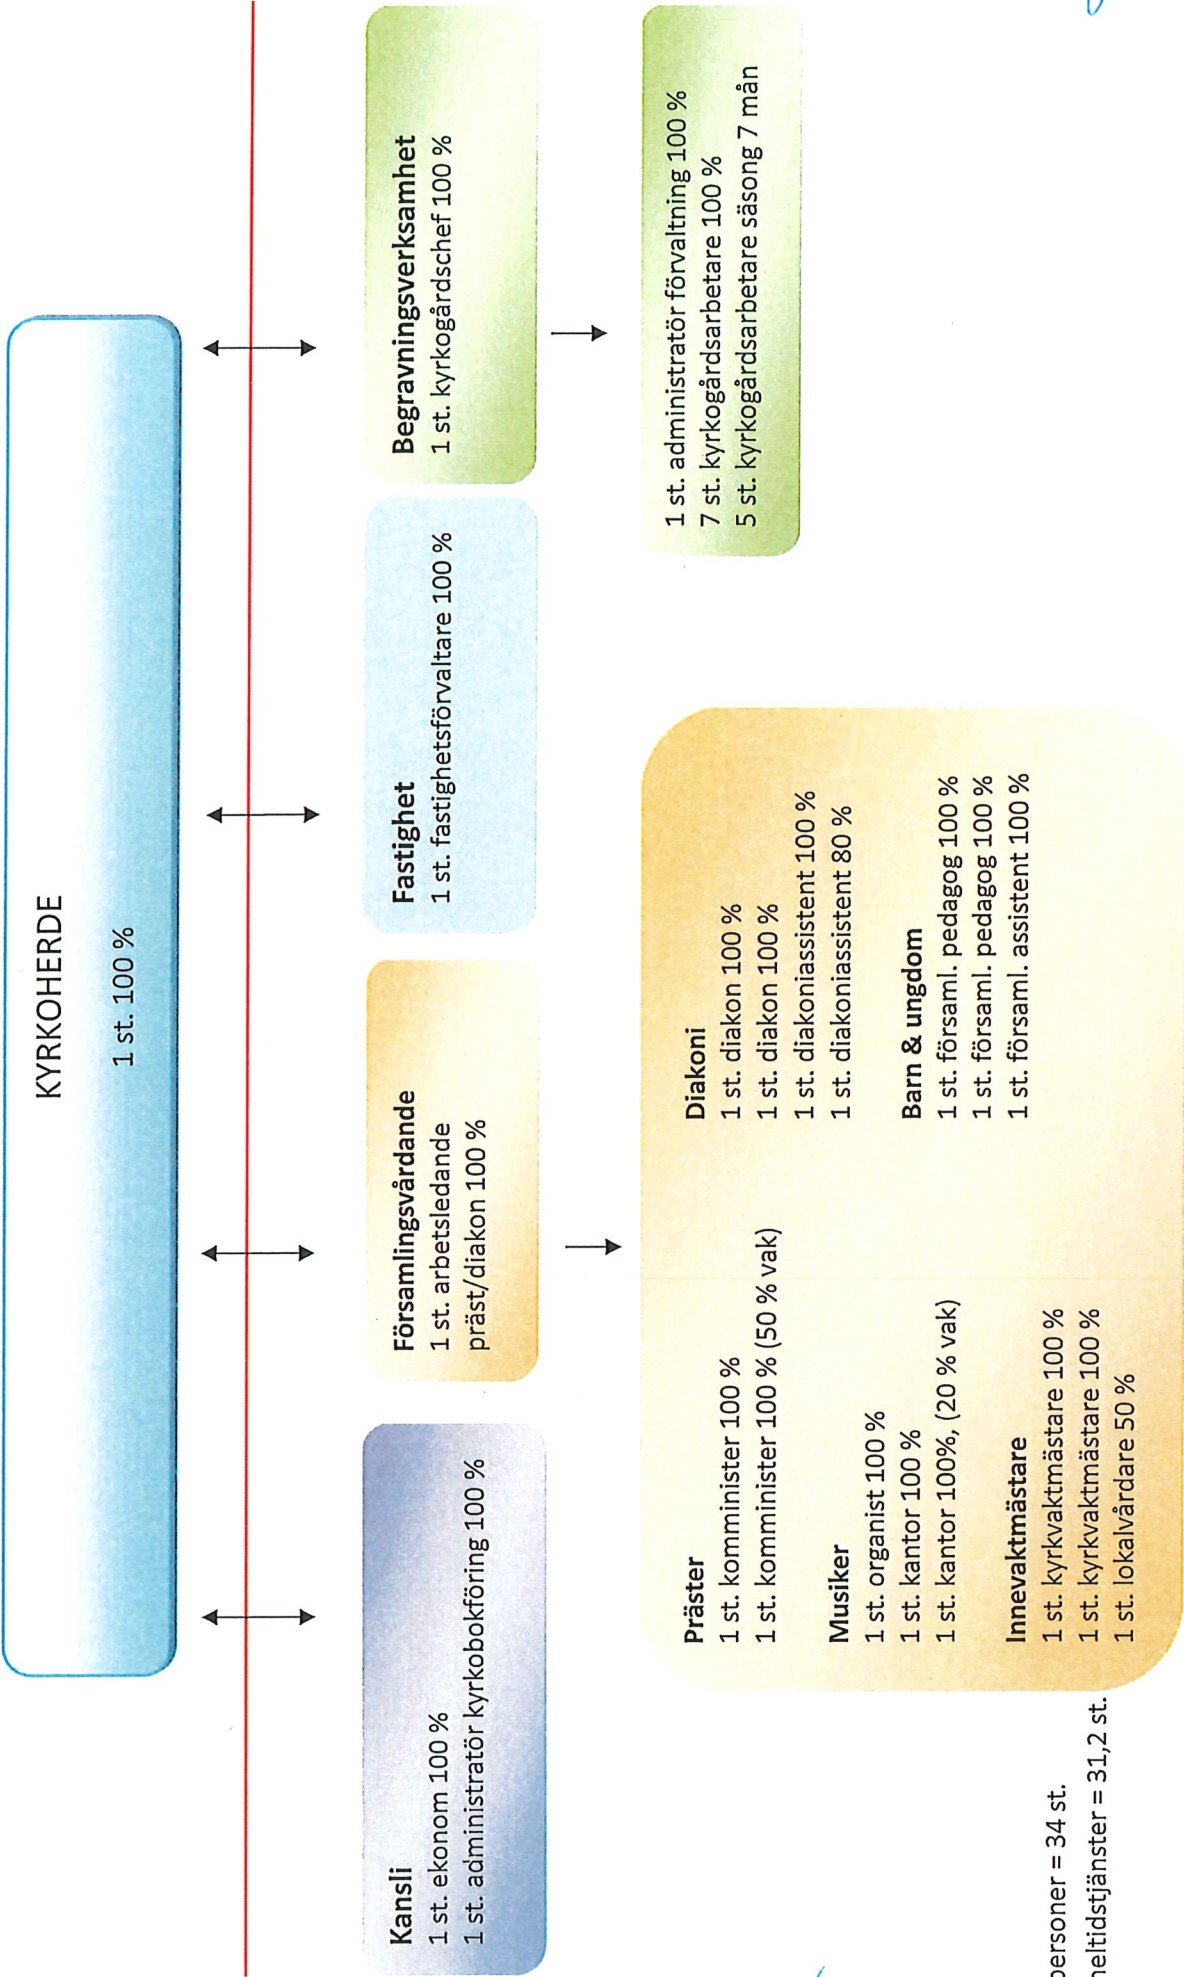 KYRKOHERDE
1 st. 100 %
Kansli
1 st. ekonom 100 %
1 st. administratör kyrkobokföring 100 %
Församlingsvårdande
1 st. arbetsledande
präst/diakon 100 %
Fastighet
1 st. fastighetsförvaltare 100 %
Begravningsverksamhet
1 st. kyrkogårdschef 100 %
Präster
1 st. komminister 100 %
1 st. komminister 100 % (50 % vak)
Musiker
1 st. organist 100 %
1 st. kantor 100 %
1 st. kantor 100%, (20 % vak)
Innevaktmästare
1 st. kyrkvaktmästare 100 %
1 st. kyrkvaktmästare 100 %
1 st. lokalvårdare 50 %
Diakoni
1 st. diakon 100 %
1 st. diakon 100 %
1 st. diakoniassistent 100 %
1 st. diakoniassistent 80 %
Barn & ungdom
1 st. församl. pedagog 100 %
1 st. församl. pedagog 100 %
1 st. församl. assistent 100 %
1 st. administratör förvaltning 100 %
7 st. kyrkogårdsarbetare 100 %
5 st. kyrkogårdsarbetare säsong 7 mån
personer = 34 st.
heltidstjänster = 31,2 st.